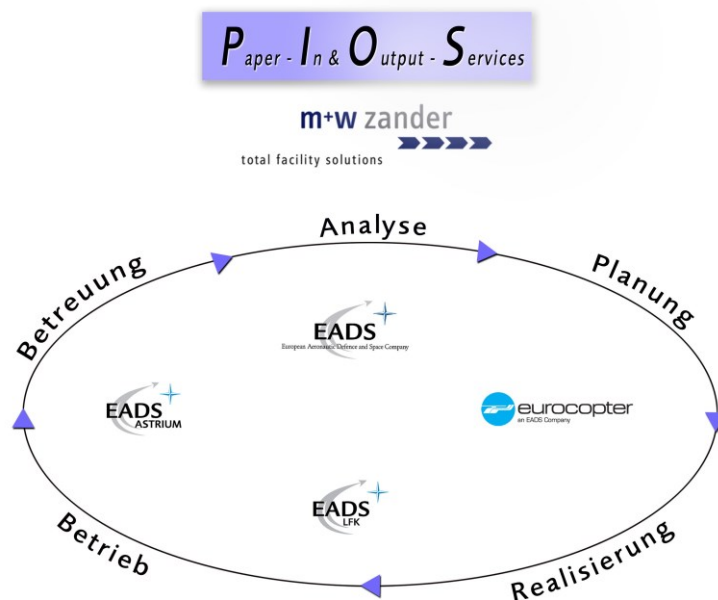 Paper - In & Output - Services
m+w zander
total facility solutions
Analyse
Planung
Betreuung
EADS
European Aeronautic Defence and Space Company
EADS
ASTRIUM
eurocopter
an EADS Company
EADS
LFK
Betrieb
Realisierung